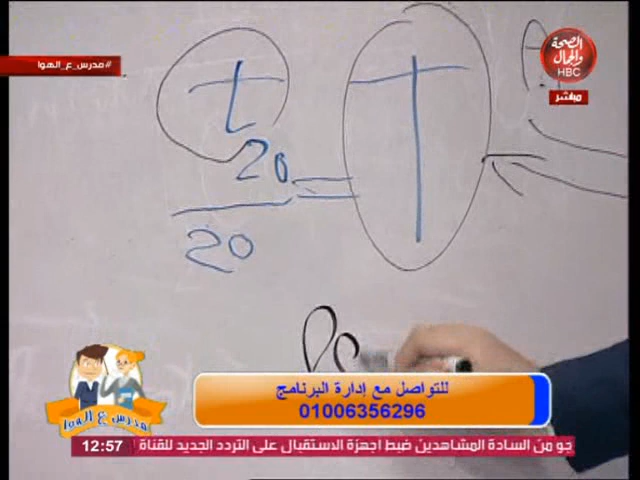 #مدرس_ع_الهوا
الصحة
والجمال
HBC
مباشر
t
20
=
20
للتواصل مع إدارة البرنامج
01006356296
مدرس ع الهوا
12:57
جو من السادة المشاهدين ضبط أجهزة الاستقبال على التردد الجديد للقناة